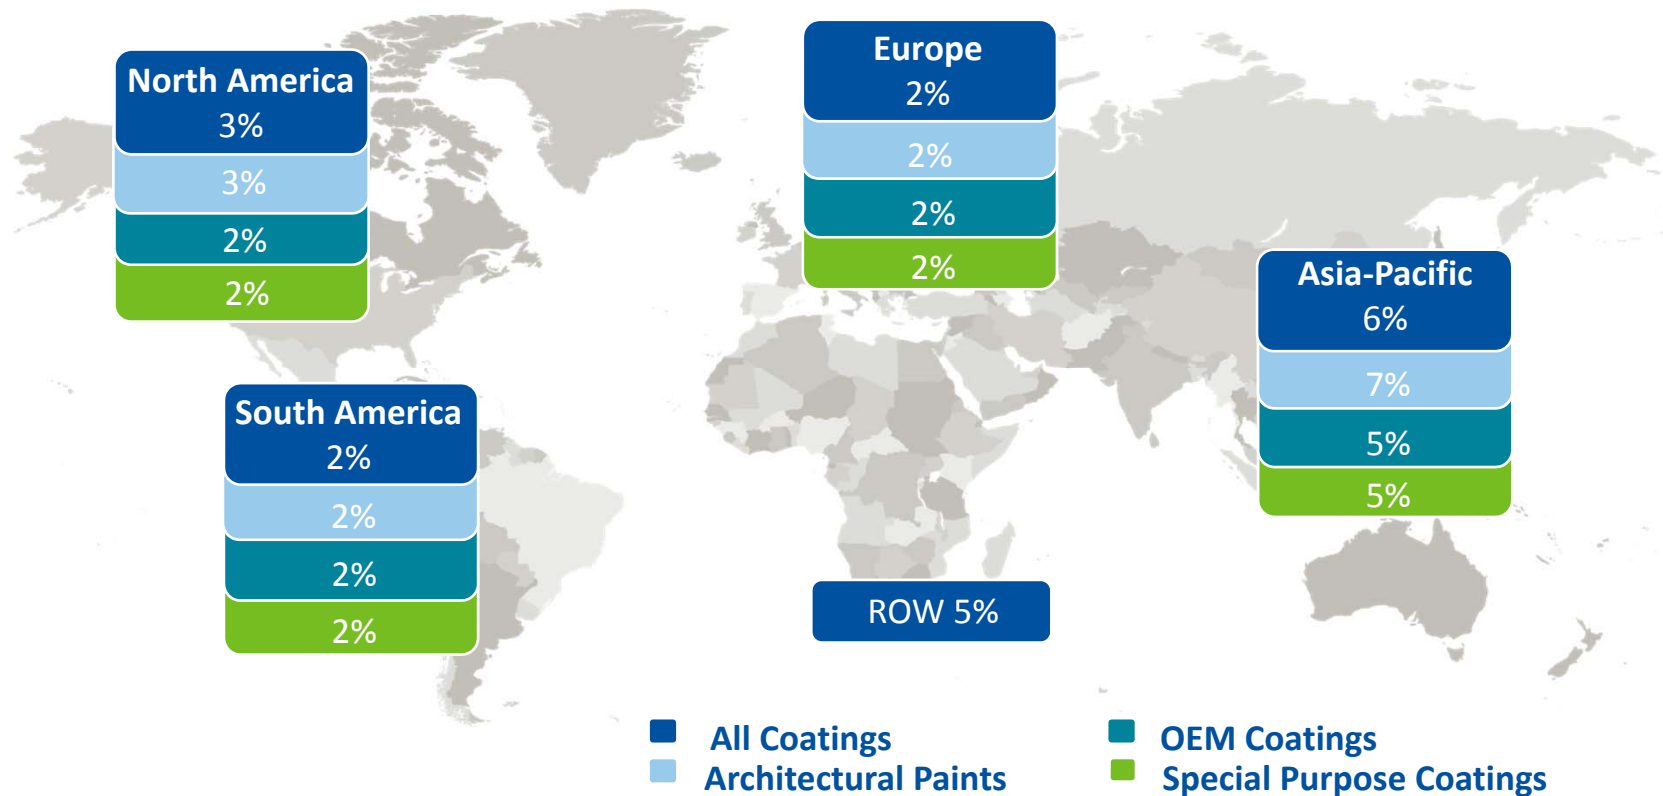 North America
3%
3%
2%
2%
Europe
2%
2%
2%
2%
Asia-Pacific
6%
7%
5%
5%
South America
2%
2%
2%
2%
ROW 5%
All Coatings
Architectural Paints
OEM Coatings
Special Purpose Coatings